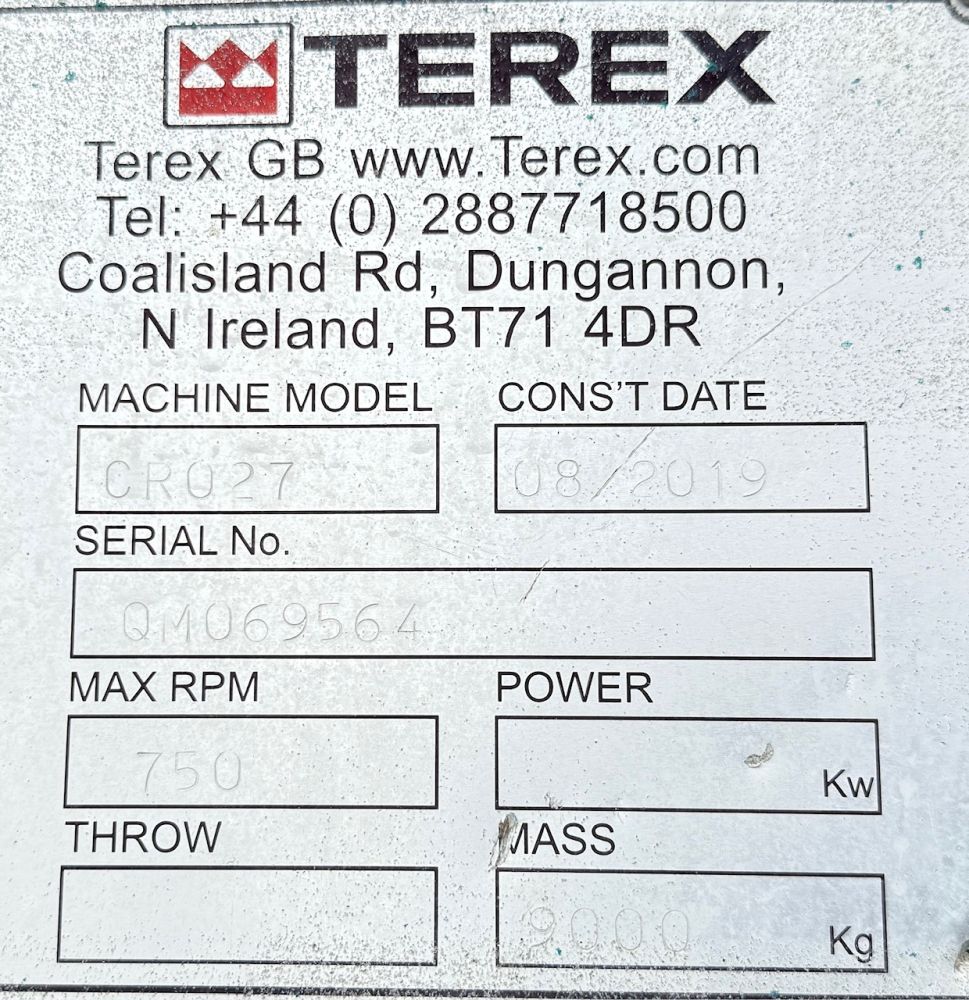 TEREX
Terex GB www.Terex.com
Tel: +44 (0) 2887718500
Coalisland Rd, Dungannon,
N Ireland, BT71 4DR
MACHINE MODEL CONS'T DATE
CR027 08/2019
SERIAL No.
QM069564
MAX RPM POWER
750 Kw
THROW MASS
9000 Kg